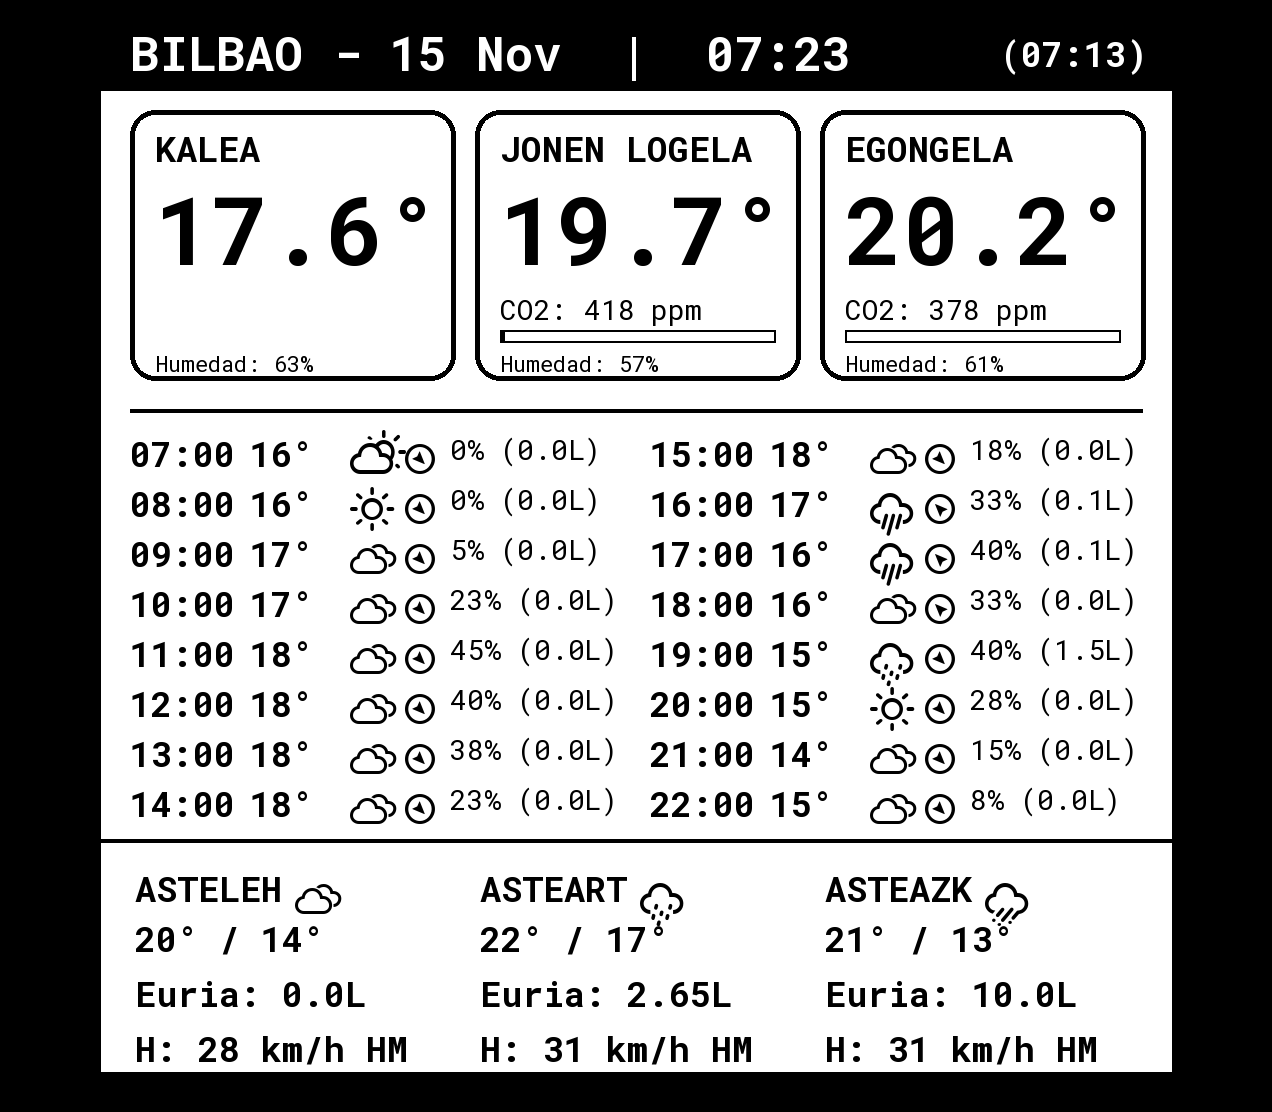 BILBAO - 15 Nov | 07:23 (07:13)
KALEA
17.6°
Humedad: 63%
JONEN LOGELA
19.7°
CO2: 418 ppm
Humedad: 57%
EGONGELA
20.2°
CO2: 378 ppm
Humedad: 61%
07:00 16° 0% (0.0L)
08:00 16° 0% (0.0L)
09:00 17° 5% (0.0L)
10:00 17° 23% (0.0L)
11:00 18° 45% (0.0L)
12:00 18° 40% (0.0L)
13:00 18° 38% (0.0L)
14:00 18° 23% (0.0L)
15:00 18° 18% (0.0L)
16:00 17° 33% (0.1L)
17:00 16° 40% (0.1L)
18:00 16° 33% (0.0L)
19:00 15° 40% (1.5L)
20:00 15° 28% (0.0L)
21:00 14° 15% (0.0L)
22:00 15° 8% (0.0L)
ASTELEH
20° / 14°
Euria: 0.0L
H: 28 km/h HM
ASTEART
22° / 17°
Euria: 2.65L
H: 31 km/h HM
ASTEAZK
21° / 13°
Euria: 10.0L
H: 31 km/h HM